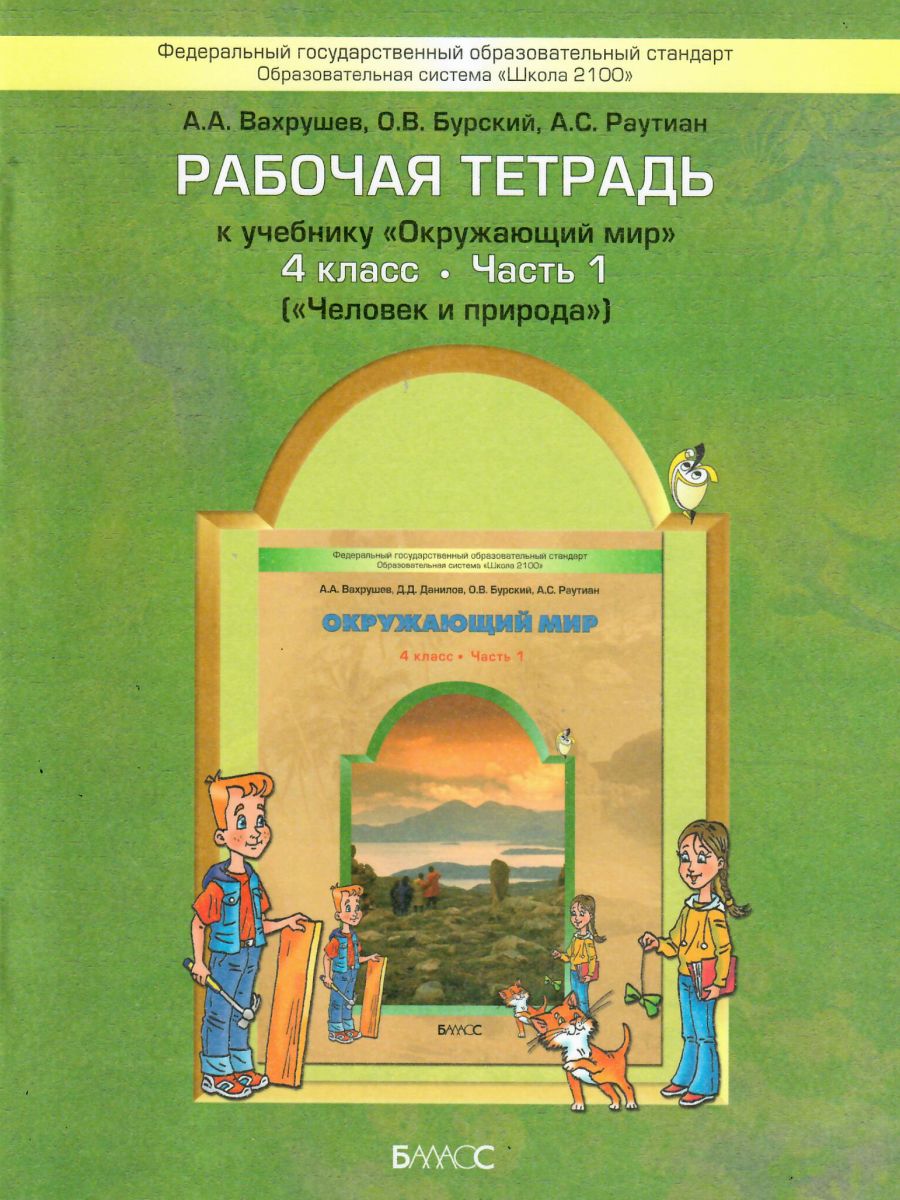 Федеральный государственный образовательный стандарт
Образовательная система «Школа 2100»
А.А. Вахрушев, О.В. Бурский, А.С. Раутиан
РАБОЧАЯ ТЕТРАДЬ
к учебнику «Окружающий мир»
4 класс • Часть 1
(«Человек и природа»)
Федеральный государственный образовательный стандарт
Образовательная система «Школа 2100»
А.А. Вахрушев, Д.Д. Данилов, О.В. Бурский, А.С. Раутиан
ОКРУЖАЮЩИЙ МИР
4 класс • Часть 1
БАЛАСС
БАЛАСС